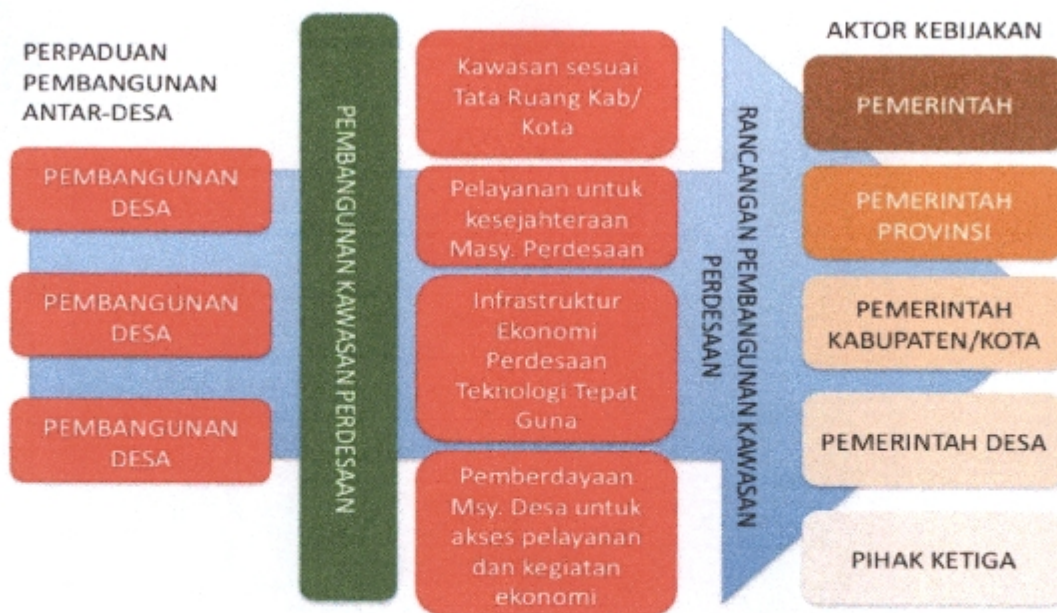 PERPADUAN
PEMBANGUNAN
ANTAR-DESA
PEMBANGUNAN
DESA
PEMBANGUNAN
DESA
PEMBANGUNAN
DESA
PEMBANGUNAN KAWASAN PERDESAAN
Kawasan sesuai
Tata Ruang Kab/
Kota
Pelayanan untuk
kesejahteraan
Masy. Perdesaan
Infrastruktur
Ekonomi
Perdesaan
Teknologi Tepat
Guna
Pemberdayaan
Msy. Desa untuk
akses pelayanan
dan kegiatan
ekonomi
RANCANGAN PEMBANGUNAN KAWASAN
PERDESAAN
AKTOR KEBIJAKAN
PEMERINTAH
PEMERINTAH
PROVINSI
PEMERINTAH
KABUPATEN/KOTA
PEMERINTAH DESA
PIHAK KETIGA